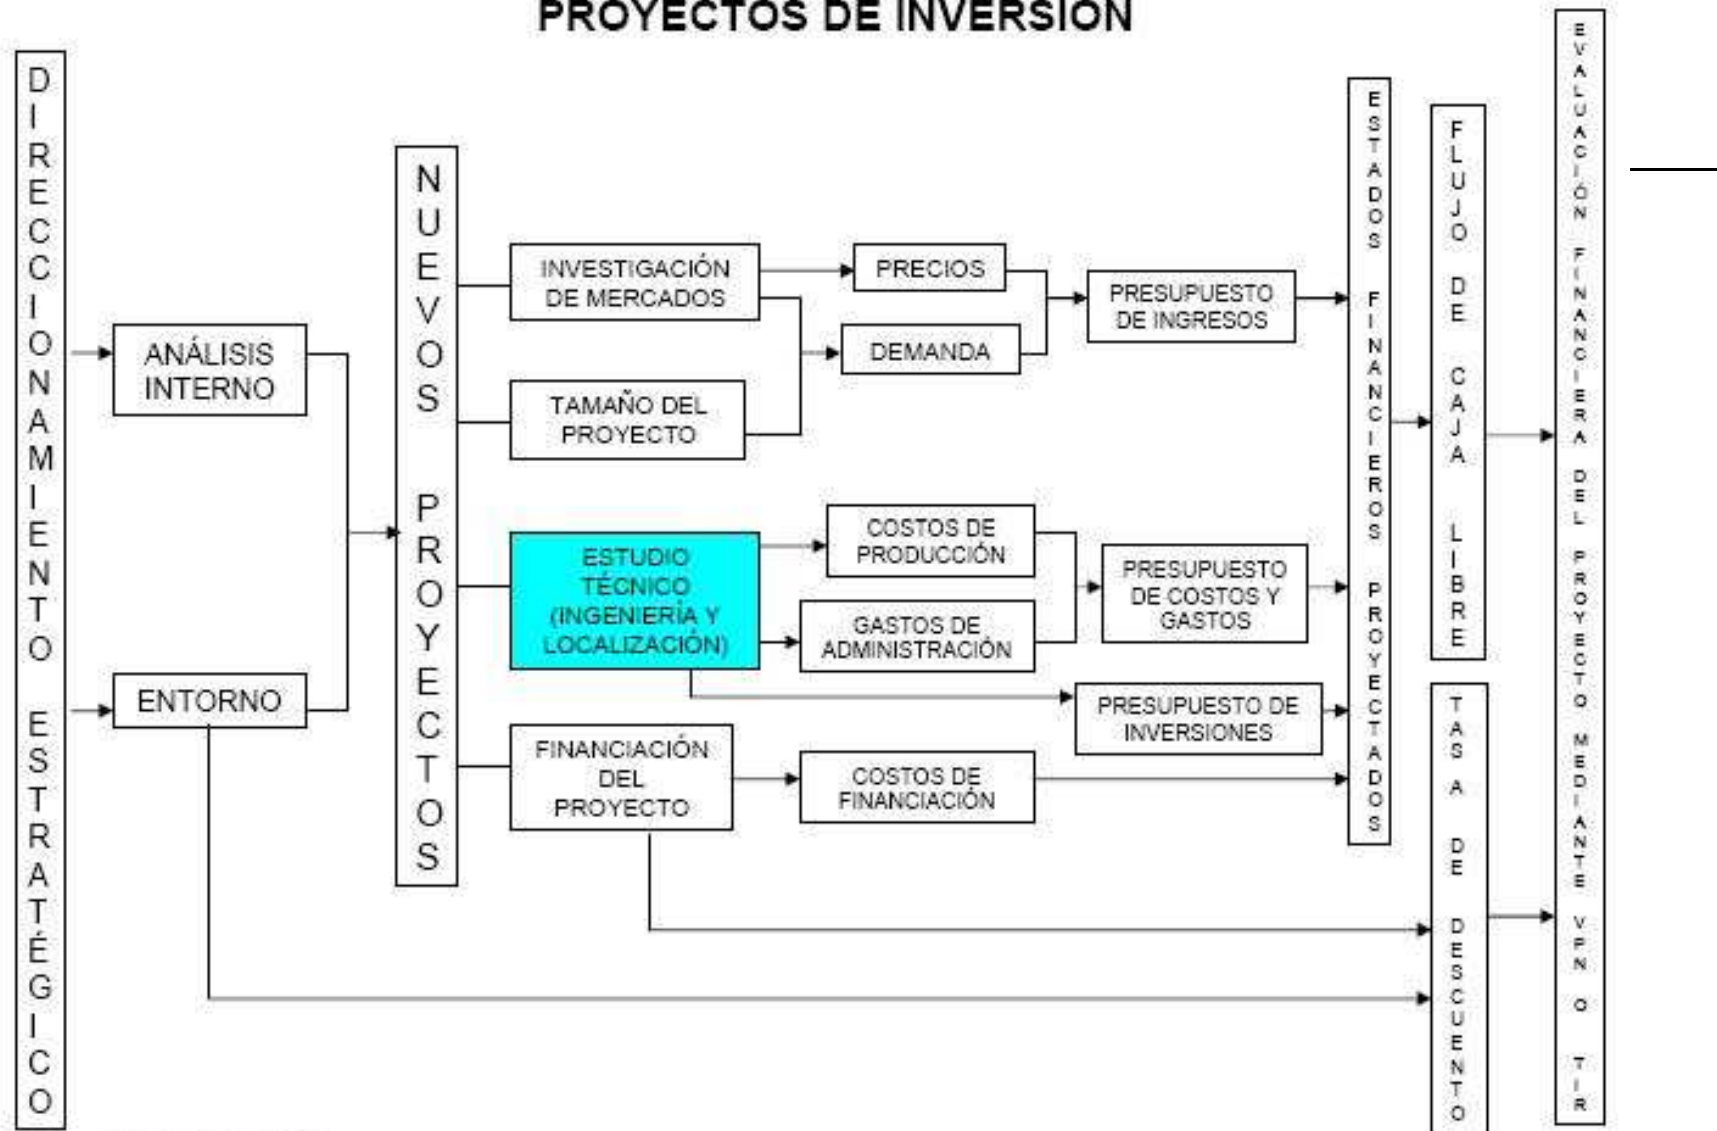 PROYECTOS DE INVERSIÓN
DIRECCIONAMIENTO ESTRATÉGICO
ANÁLISIS
INTERNO
ENTORNO
NUEVOS PROYECTOS
INVESTIGACIÓN
DE MERCADOS
TAMAÑO DEL
PROYECTO
ESTUDIO
TÉCNICO
(INGENIERÍA Y
LOCALIZACIÓN)
FINANCIACIÓN
DEL
PROYECTO
PRECIOS
DEMANDA
COSTOS DE
PRODUCCIÓN
GASTOS DE
ADMINISTRACIÓN
COSTOS DE
FINANCIACIÓN
PRESUPUESTO
DE INGRESOS
PRESUPUESTO
DE COSTOS Y
GASTOS
PRESUPUESTO DE
INVERSIONES
ESTADOS FINANCIEROS PROYECTADOS
FLUJO DE CAJA LIBRE
TAS A DE DESCUENTO
EVALUACIÓN FINANCIERA DEL PROYECTO MEDIANTE VPN O TIR